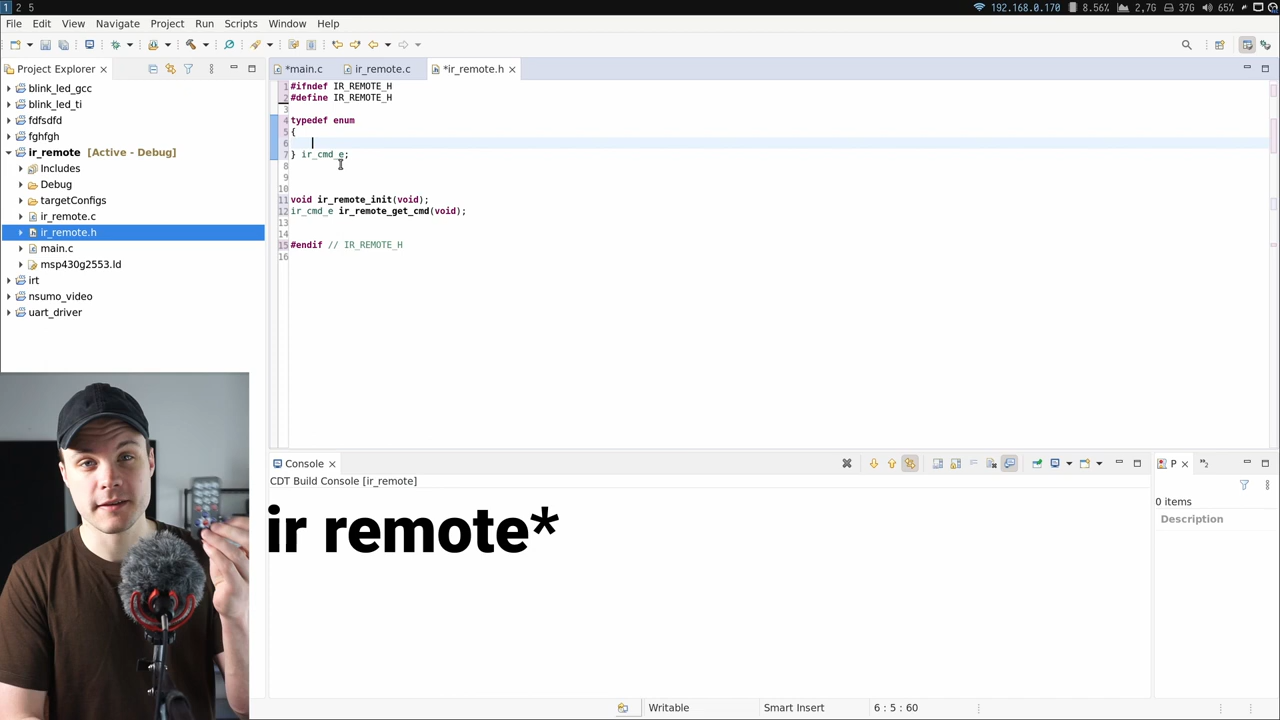 1 2 5
192.168.0.170 8.56% 2,7G 37G 65%
File Edit View Navigate Project Run Scripts Window Help
Project Explorer
*main.c
ir_remote.c
*ir_remote.h
blink_led_gcc
blink_led_ti
fdfsdfd
fghfgh
ir_remote [Active - Debug]
Includes
Debug
targetConfigs
ir_remote.c
ir_remote.h
main.c
msp430g2553.ld
irt
nsumo_video
uart_driver
1 #ifndef IR_REMOTE_H
2 #define IR_REMOTE_H
3
4 typedef enum
5 {
6
7 } ir_cmd_e;
8
9
10
11 void ir_remote_init(void);
12 ir_cmd_e ir_remote_get_cmd(void);
13
14
15 #endif // IR_REMOTE_H
16
Console
CDT Build Console [ir_remote]
ir remote*
P
0 items
Description
Writable Smart Insert 6 : 5 : 60